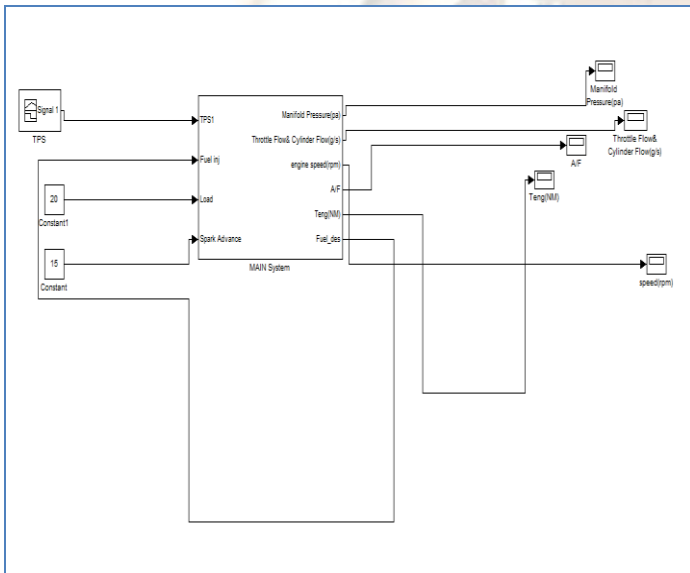 Signal 1
TPS
20
Constant1
15
Constant
TPS1
Fuel inj
Load
Spark Advance
Manifold Pressure(pa)
Throttle Flow& Cylinder Flow(g/s)
engine speed(rpm)
A/F
Teng(NM)
Fuel_des
MAIN System
Manifold
Pressure(pa)
Throttle Flow&
Cylinder Flow(g/s)
A/F
Teng(NM)
speed(rpm)